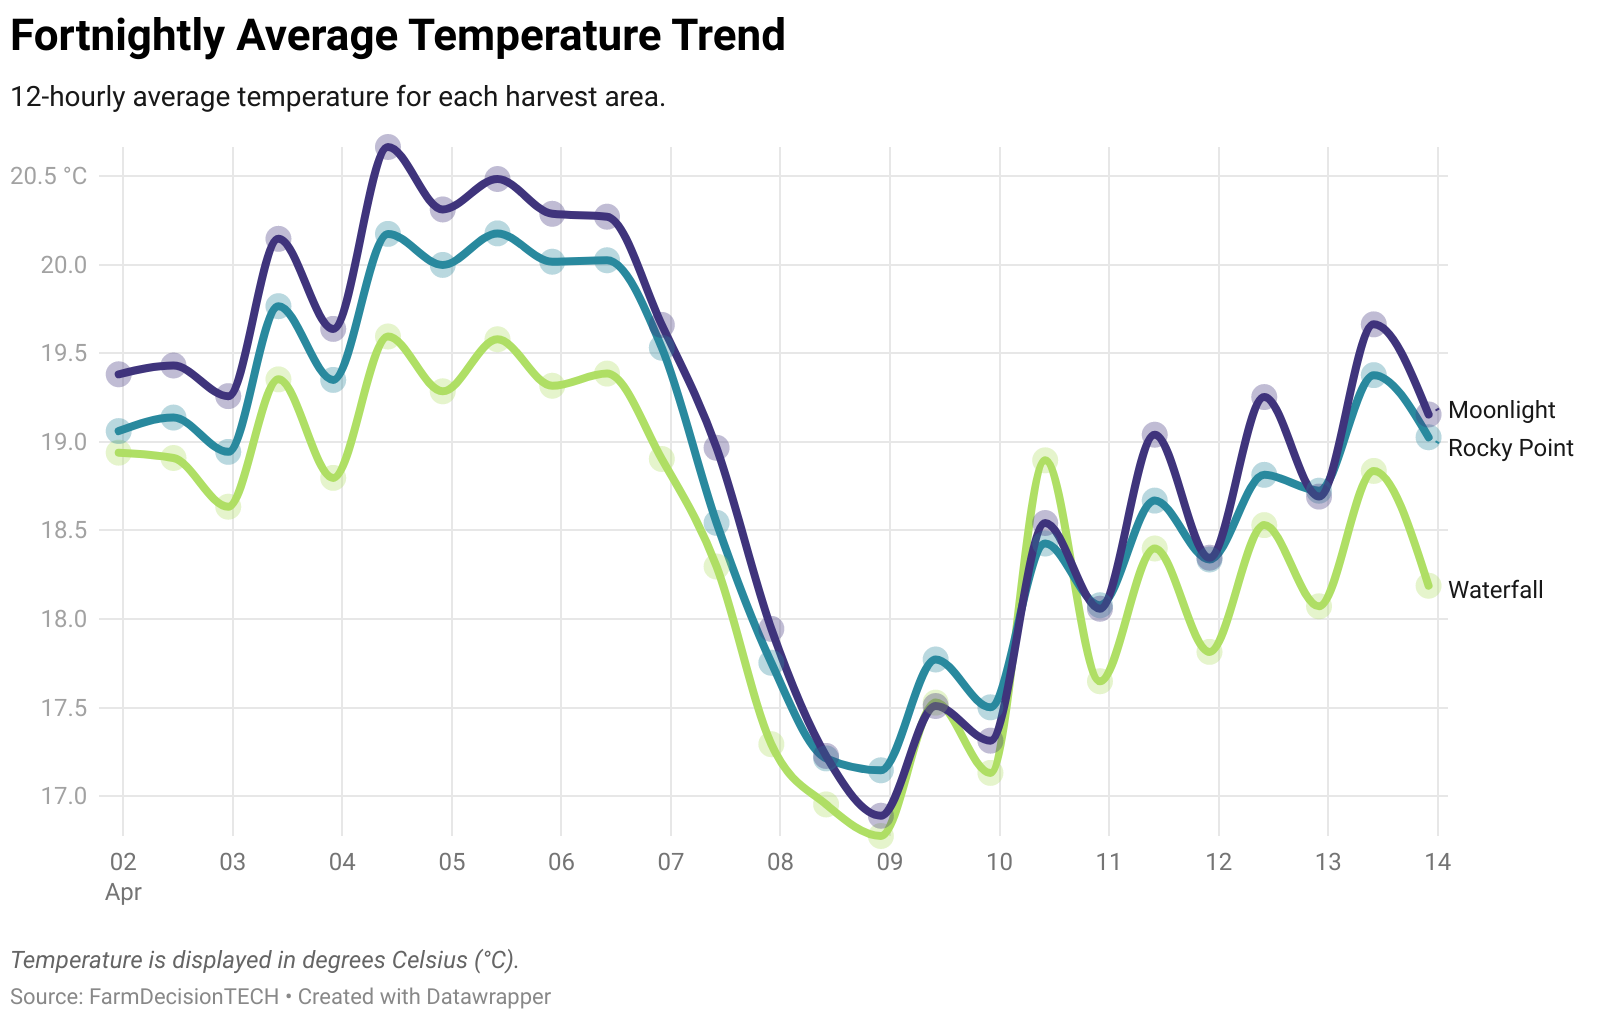 Fortnightly Average Temperature Trend
12-hourly average temperature for each harvest area.
20.5 °C
20.0
19.5
19.0
18.5
18.0
17.5
17.0
Moonlight
Rocky Point
Waterfall
02 03 04 05 06 07 08 09 10 11 12 13 14
Apr
Temperature is displayed in degrees Celsius (°C).
Source: FarmDecisionTECH • Created with Datawrapper